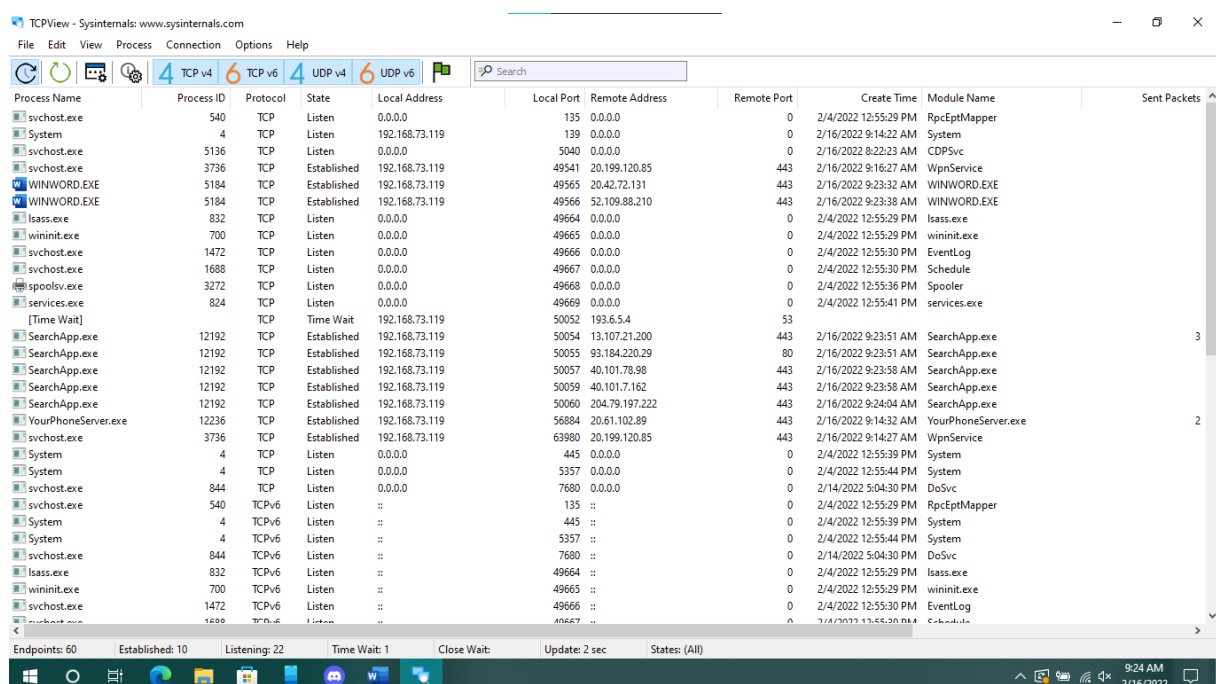 TCPView - Sysinternals: www.sysinternals.com
File Edit View Process Connection Options Help
4 TCP v4 6 TCP v6 4 UDP v4 6 UDP v6 Search
Process Name Process ID Protocol State Local Address Local Port Remote Address Remote Port Create Time Module Name Sent Packets
svchost.exe 540 TCP Listen 0.0.0.0 135 0.0.0.0 0 2/4/2022 12:55:29 PM RpcEptMapper
System 4 TCP Listen 192.168.73.119 139 0.0.0.0 0 2/16/2022 9:14:22 AM System
svchost.exe 5136 TCP Listen 0.0.0.0 5040 0.0.0.0 0 2/16/2022 8:22:23 AM CDPSvc
svchost.exe 3736 TCP Established 192.168.73.119 49541 20.199.120.85 443 2/16/2022 9:16:27 AM WpnService
WINWORD.EXE 5184 TCP Established 192.168.73.119 49565 20.42.72.131 443 2/16/2022 9:23:32 AM WINWORD.EXE
WINWORD.EXE 5184 TCP Established 192.168.73.119 49566 52.109.88.210 443 2/16/2022 9:23:38 AM WINWORD.EXE
lsass.exe 832 TCP Listen 0.0.0.0 49664 0.0.0.0 0 2/4/2022 12:55:29 PM lsass.exe
wininit.exe 700 TCP Listen 0.0.0.0 49665 0.0.0.0 0 2/4/2022 12:55:29 PM wininit.exe
svchost.exe 1472 TCP Listen 0.0.0.0 49666 0.0.0.0 0 2/4/2022 12:55:30 PM EventLog
svchost.exe 1688 TCP Listen 0.0.0.0 49667 0.0.0.0 0 2/4/2022 12:55:30 PM Schedule
spoolsv.exe 3272 TCP Listen 0.0.0.0 49668 0.0.0.0 0 2/4/2022 12:55:36 PM Spooler
services.exe 824 TCP Listen 0.0.0.0 49669 0.0.0.0 0 2/4/2022 12:55:41 PM services.exe
[Time Wait] TCP Time Wait 192.168.73.119 50052 193.6.5.4 53
SearchApp.exe 12192 TCP Established 192.168.73.119 50054 13.107.21.200 443 2/16/2022 9:23:51 AM SearchApp.exe 3
SearchApp.exe 12192 TCP Established 192.168.73.119 50055 93.184.220.29 80 2/16/2022 9:23:51 AM SearchApp.exe
SearchApp.exe 12192 TCP Established 192.168.73.119 50057 40.101.78.98 443 2/16/2022 9:23:58 AM SearchApp.exe
SearchApp.exe 12192 TCP Established 192.168.73.119 50059 40.101.7.162 443 2/16/2022 9:23:58 AM SearchApp.exe
SearchApp.exe 12192 TCP Established 192.168.73.119 50060 204.79.197.222 443 2/16/2022 9:24:04 AM SearchApp.exe
YourPhoneServer.exe 12236 TCP Established 192.168.73.119 56884 20.61.102.89 443 2/16/2022 9:14:32 AM YourPhoneServer.exe 2
svchost.exe 3736 TCP Established 192.168.73.119 63980 20.199.120.85 443 2/16/2022 9:14:27 AM WpnService
System 4 TCP Listen 0.0.0.0 445 0.0.0.0 0 2/4/2022 12:55:39 PM System
System 4 TCP Listen 0.0.0.0 5357 0.0.0.0 0 2/4/2022 12:55:44 PM System
svchost.exe 844 TCP Listen 0.0.0.0 7680 0.0.0.0 0 2/14/2022 5:04:30 PM DoSvc
svchost.exe 540 TCPv6 Listen :: 135 :: 0 2/4/2022 12:55:29 PM RpcEptMapper
System 4 TCPv6 Listen :: 445 :: 0 2/4/2022 12:55:39 PM System
System 4 TCPv6 Listen :: 5357 :: 0 2/4/2022 12:55:44 PM System
svchost.exe 844 TCPv6 Listen :: 7680 :: 0 2/14/2022 5:04:30 PM DoSvc
lsass.exe 832 TCPv6 Listen :: 49664 :: 0 2/4/2022 12:55:29 PM lsass.exe
wininit.exe 700 TCPv6 Listen :: 49665 :: 0 2/4/2022 12:55:29 PM wininit.exe
svchost.exe 1472 TCPv6 Listen :: 49666 :: 0 2/4/2022 12:55:30 PM EventLog
svchost.exe 1688 TCPv6 Listen :: 49667 :: 0 2/4/2022 12:55:30 PM Schedule
Endpoints: 60 Established: 10 Listening: 22 Time Wait: 1 Close Wait: Update: 2 sec States: (All)
9:24 AM
2/16/2022